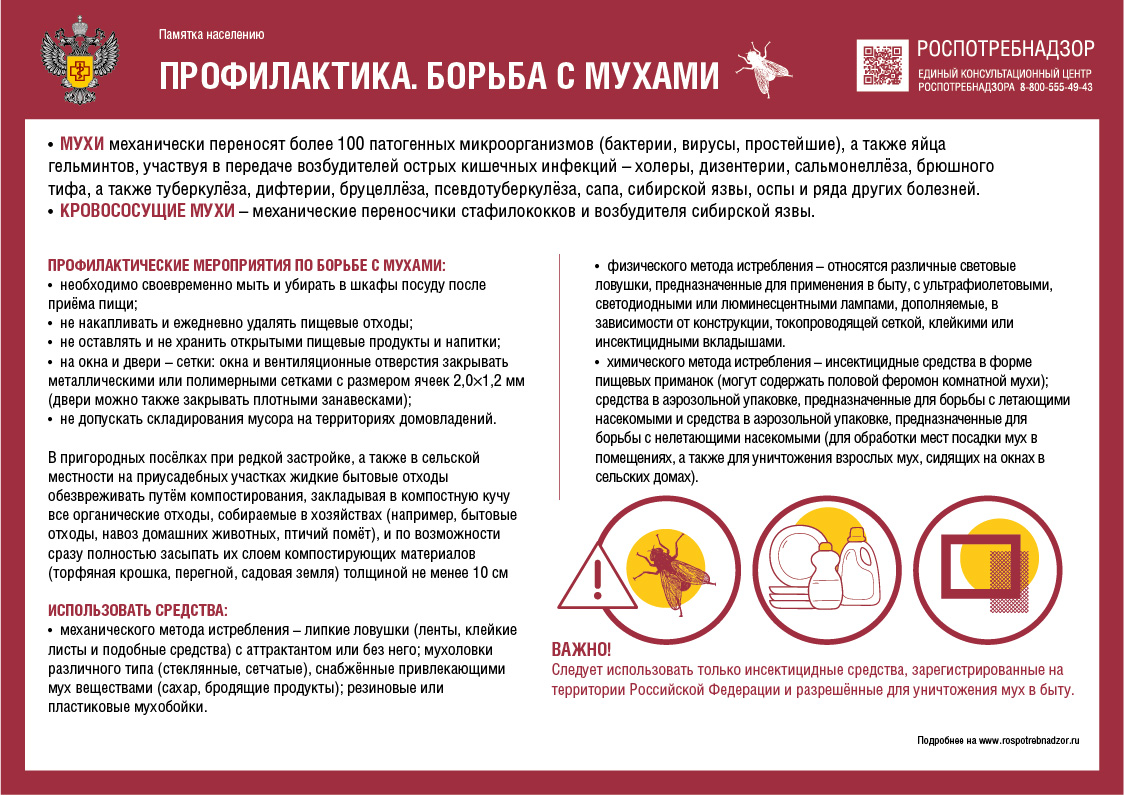 Памятка населению
ПРОФИЛАКТИКА. БОРЬБА С МУХАМИ
РОСПОТРЕБНАДЗОР
ЕДИНЫЙ КОНСУЛЬТАЦИОННЫЙ ЦЕНТР
РОСПОТРЕБНАДЗОРА 8-800-555-49-43
• МУХИ механически переносят более 100 патогенных микроорганизмов (бактерии, вирусы, простейшие), а также яйца
гельминтов, участвуя в передаче возбудителей острых кишечных инфекций – холеры, дизентерии, сальмонеллёза, брюшного
тифа, а также туберкулёза, дифтерии, бруцеллёза, псевдотуберкулёза, сапа, сибирской язвы, оспы и ряда других болезней.
• КРОВОСОСУЩИЕ МУХИ – механические переносчики стафилококков и возбудителя сибирской язвы.
ПРОФИЛАКТИЧЕСКИЕ МЕРОПРИЯТИЯ ПО БОРЬБЕ С МУХАМИ:
• необходимо своевременно мыть и убирать в шкафы посуду после
приёма пищи;
• не накапливать и ежедневно удалять пищевые отходы;
• не оставлять и не хранить открытыми пищевые продукты и напитки;
• на окна и двери – сетки: окна и вентиляционные отверстия закрывать
металлическими или полимерными сетками с размером ячеек 2,0×1,2 мм
(двери можно также закрывать плотными занавесками);
• не допускать складирования мусора на территориях домовладений.
В пригородных посёлках при редкой застройке, а также в сельской
местности на приусадебных участках жидкие бытовые отходы
обезвреживать путём компостирования, закладывая в компостную кучу
все органические отходы, собираемые в хозяйствах (например, бытовые
отходы, навоз домашних животных, птичий помёт), и по возможности
сразу полностью засыпать их слоем компостирующих материалов
(торфяная крошка, перегной, садовая земля) толщиной не менее 10 см
ИСПОЛЬЗОВАТЬ СРЕДСТВА:
• механического метода истребления – липкие ловушки (ленты, клейкие
листы и подобные средства) с аттрактантом или без него; мухоловки
различного типа (стеклянные, сетчатые), снабжённые привлекающими
мух веществами (сахар, бродящие продукты); резиновые или
пластиковые мухобойки.
• физического метода истребления – относятся различные световые
ловушки, предназначенные для применения в быту, с ультрафиолетовыми,
светодиодными или люминесцентными лампами, дополняемые, в
зависимости от конструкции, токопроводящей сеткой, клейкими или
инсектицидными вкладышами.
• химического метода истребления – инсектицидные средства в форме
пищевых приманок (могут содержать половой феромон комнатной мухи);
средства в аэрозольной упаковке, предназначенные для борьбы с летающими
насекомыми и средства в аэрозольной упаковке, предназначенные для
борьбы с нелетающими насекомыми (для обработки мест посадки мух в
помещениях, а также для уничтожения взрослых мух, сидящих на окнах в
сельских домах).
ВАЖНО!
Следует использовать только инсектицидные средства, зарегистрированные на
территории Российской Федерации и разрешённые для уничтожения мух в быту.
Подробнее на www.rospotrebnadzor.ru